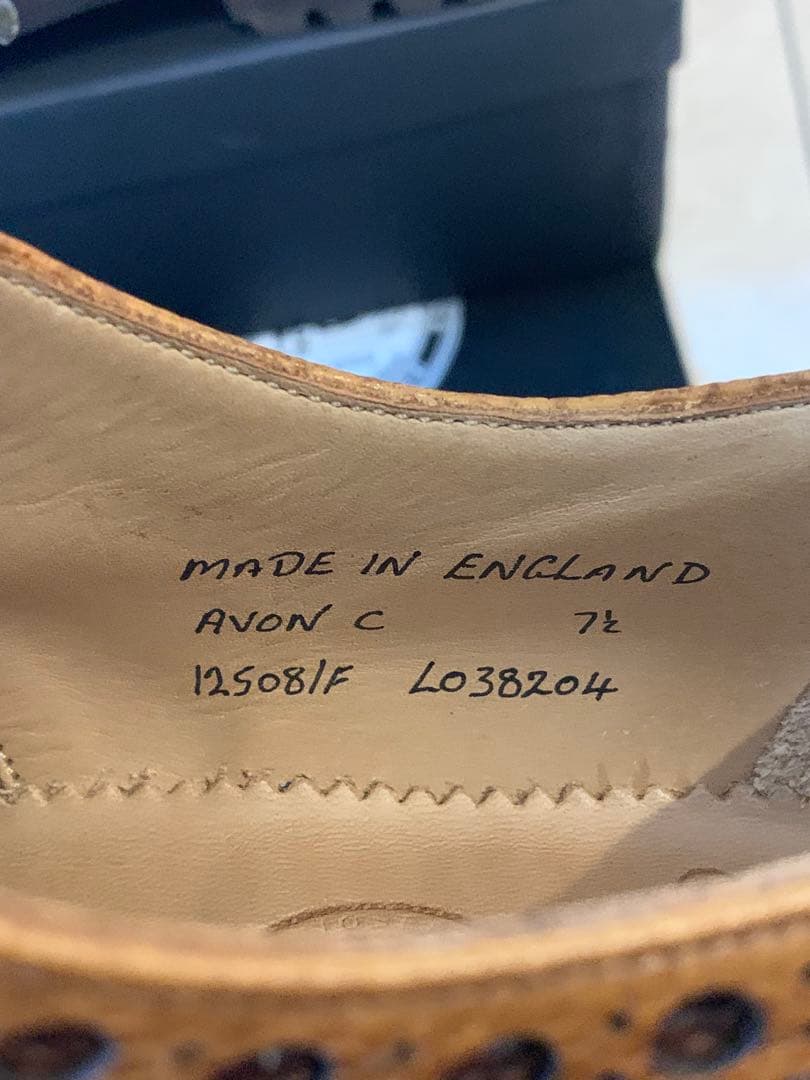 MADE IN ENGLAND
AVON C 7½
12508/F L038204